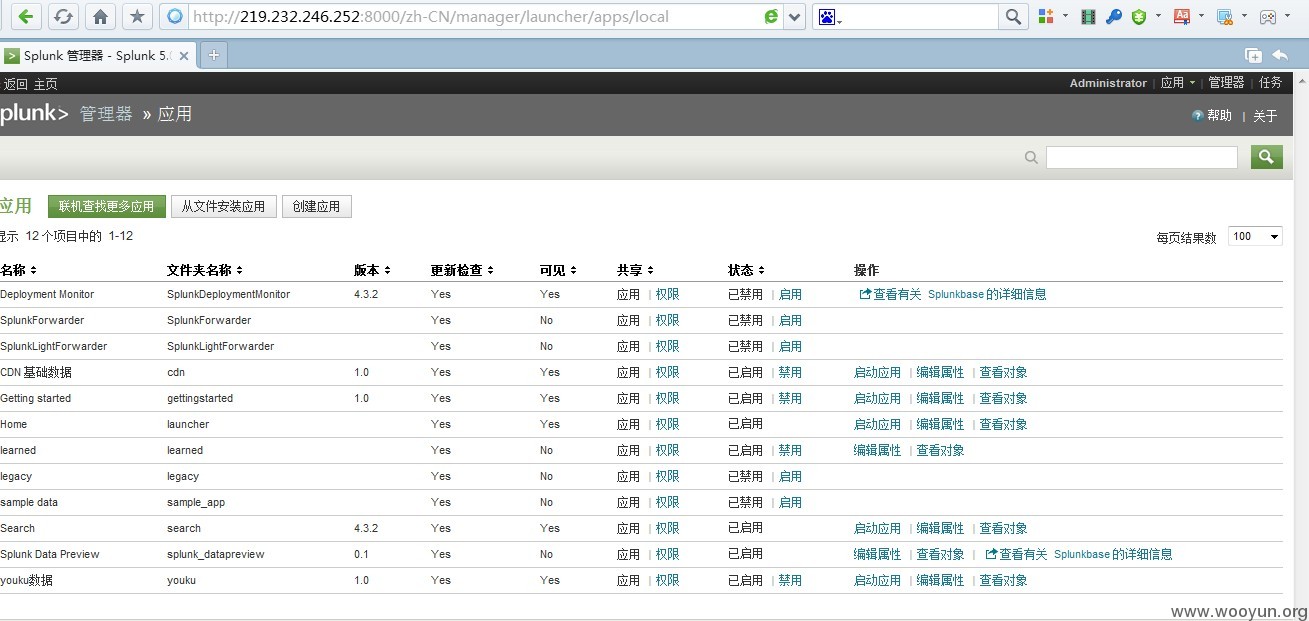 http://219.232.246.252:8000/zh-CN/manager/launcher/apps/local
Splunk 管理器 - Splunk 5.
返回 主页
Administrator | 应用 | 管理器 | 任务
plunk> 管理器 » 应用
帮助 | 关于
应用 联机查找更多应用 从文件安装应用 创建应用
显示 12 个项目中的 1-12
每页结果数 100
名称 文件夹名称 版本 更新检查 可见 共享 状态 操作
Deployment Monitor SplunkDeploymentMonitor 4.3.2 Yes Yes 应用 | 权限 已禁用 | 启用 查看有关 Splunkbase 的详细信息
SplunkForwarder SplunkForwarder Yes No 应用 | 权限 已禁用 | 启用
SplunkLightForwarder SplunkLightForwarder Yes No 应用 | 权限 已禁用 | 启用
CDN 基础数据 cdn 1.0 Yes Yes 应用 | 权限 已启用 | 禁用 启动应用 | 编辑属性 | 查看对象
Getting started gettingstarted 1.0 Yes Yes 应用 | 权限 已启用 | 禁用 启动应用 | 编辑属性 | 查看对象
Home launcher Yes Yes 应用 | 权限 已启用 启动应用 | 编辑属性 | 查看对象
learned learned Yes No 应用 | 权限 已启用 | 禁用 编辑属性 | 查看对象
legacy legacy Yes No 应用 | 权限 已禁用 | 启用
sample data sample_app Yes No 应用 | 权限 已禁用 | 启用
Search search 4.3.2 Yes Yes 应用 | 权限 已启用 启动应用 | 编辑属性 | 查看对象
Splunk Data Preview splunk_datapreview 0.1 Yes No 应用 | 权限 已启用 编辑属性 | 查看对象 | 查看有关 Splunkbase 的详细信息
youku数据 youku 1.0 Yes Yes 应用 | 权限 已启用 | 禁用 启动应用 | 编辑属性 | 查看对象
www.wooyun.org